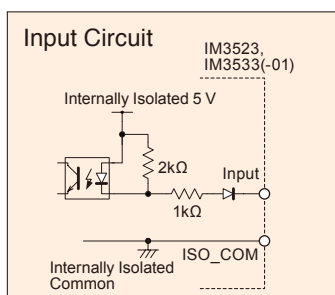 Input Circuit
IM3523,
IM3533(-01)
Internally Isolated 5 V
2kΩ
Input
1kΩ
ISO_COM
Internally Isolated
Common